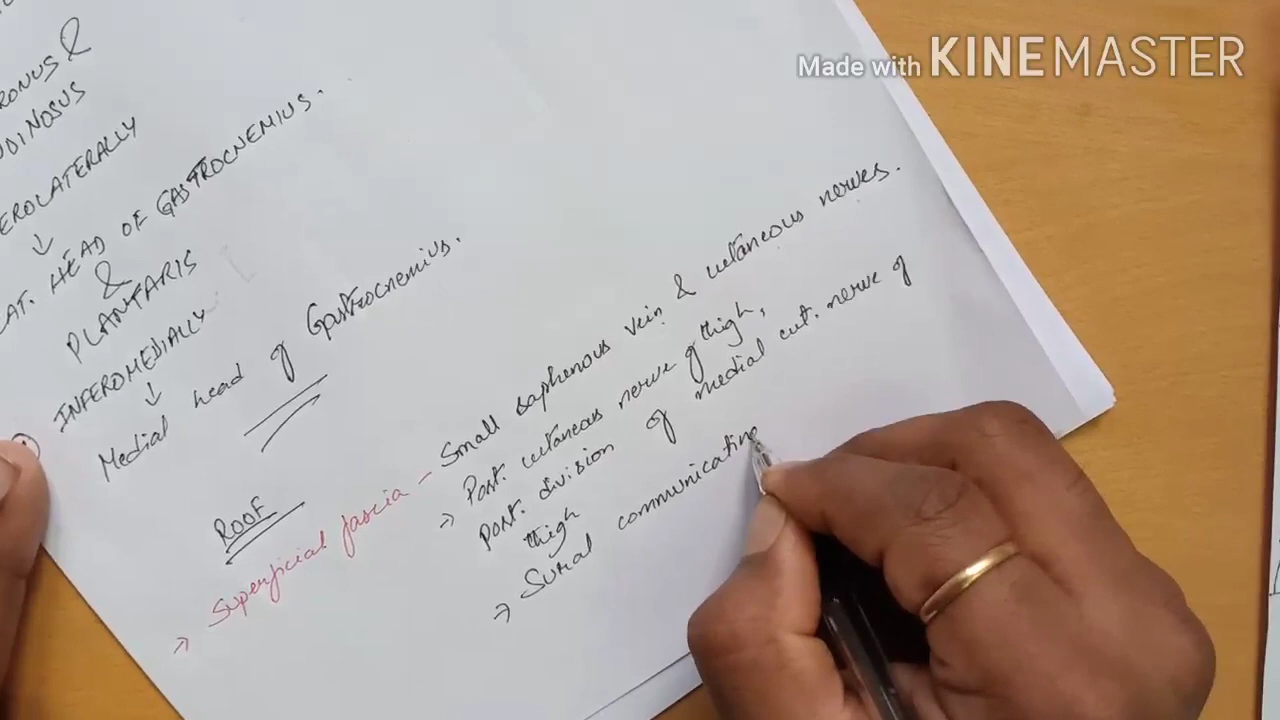 Made with KINEMASTER
RONUS &
DINOSUS
EROLATERALLY
↓
LAT. HEAD OF GASTROCNEMIUS.
&
PLANTARIS
INFEROMEDIALLY
↓
Medial head of Gastrocnemius.
ROOF
→ Superficial fascia - Small saphenous vein & cutaneous nerves.
→ Post. cutaneous nerve of thigh,
post. division of medial cut. nerve of
thigh
→ Sural communicating